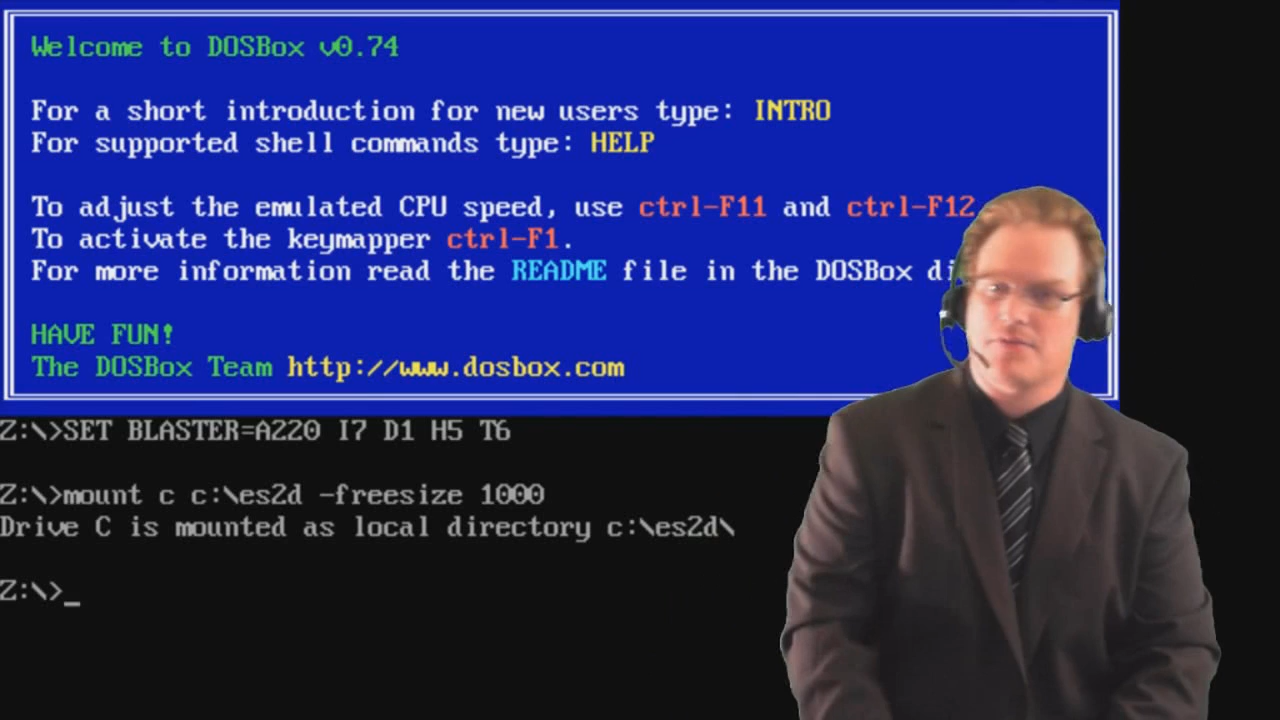 Welcome to DOSBox v0.74
For a short introduction for new users type: INTRO
For supported shell commands type: HELP
To adjust the emulated CPU speed, use ctrl-F11 and ctrl-F12
To activate the keymapper ctrl-F1.
For more information read the README file in the DOSBox
HAVE FUN!
The DOSBox Team http://www.dosbox.com
Z:\>SET BLASTER=A220 I7 D1 H5 T6
Z:\>mount c c:\es2d -freesize 1000
Drive C is mounted as local directory c:\es2d\
Z:\>_